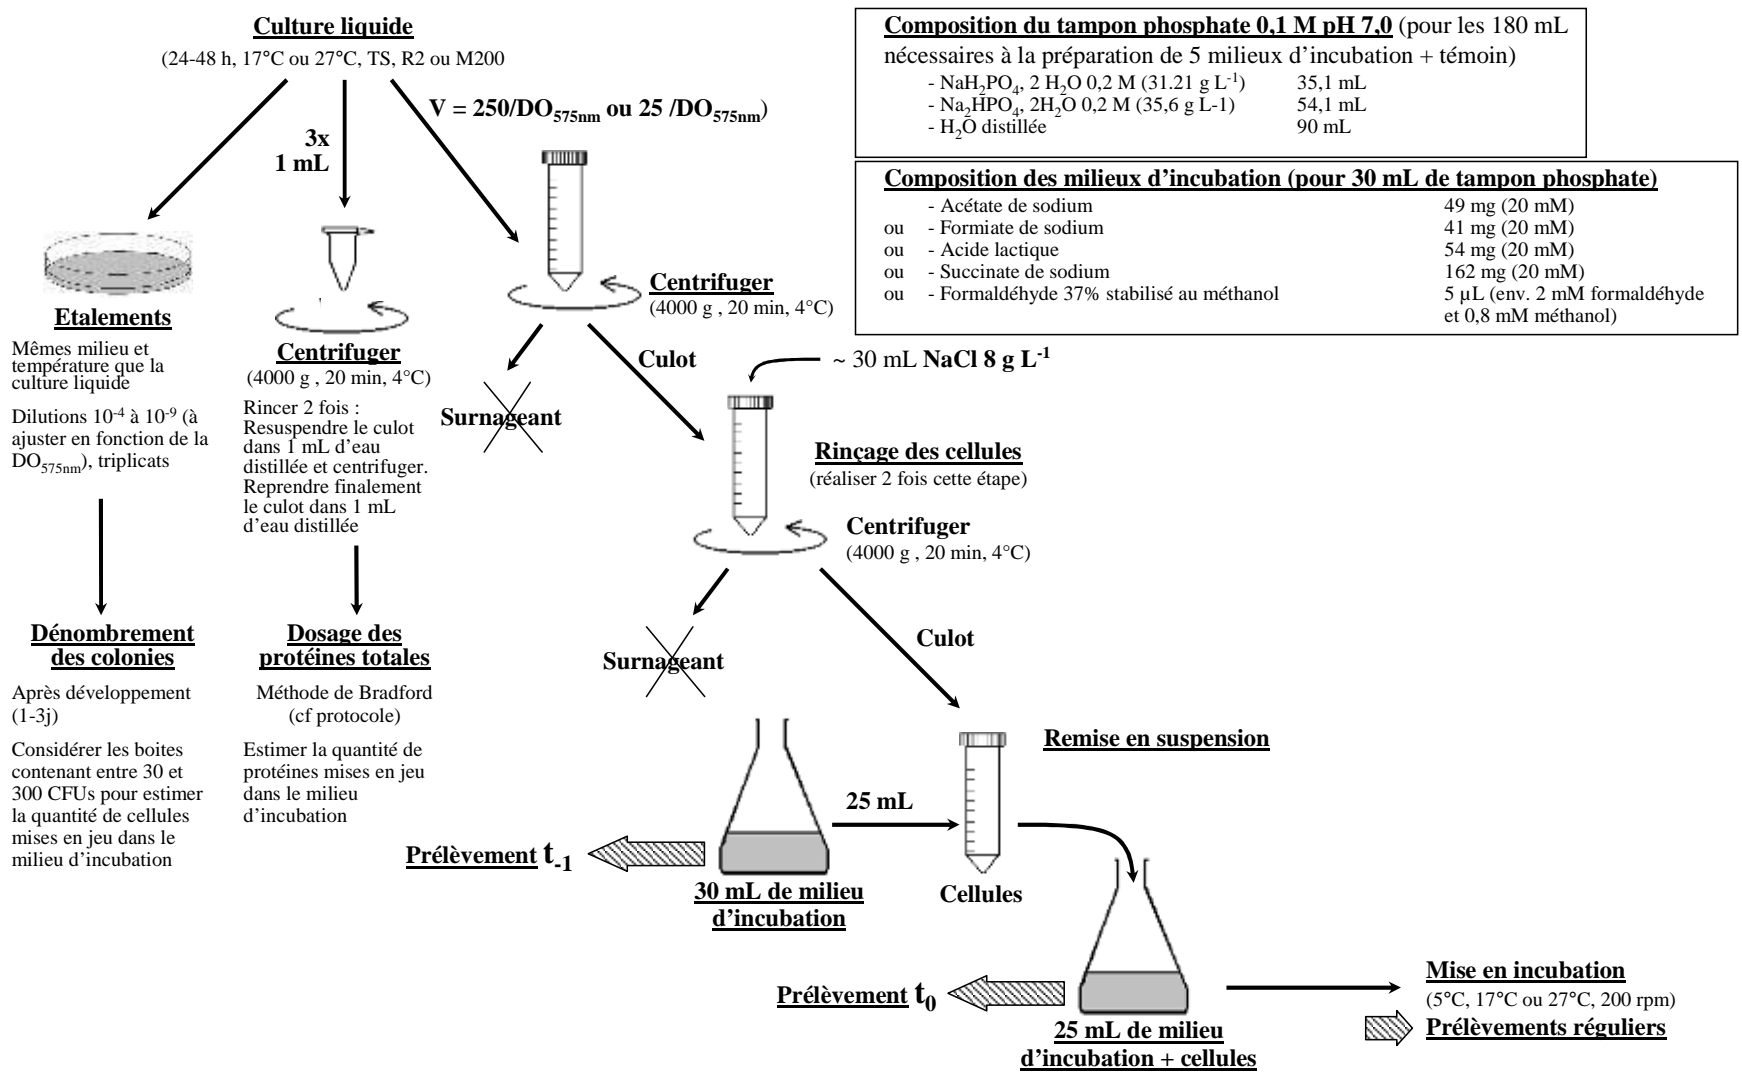 Culture liquide
(24-48 h, 17°C ou 27°C, TS, R2 ou M200
V = 250/DO575nm ou 25 /DO575nm)
3x
1 mL
Composition du tampon phosphate 0,1 M pH 7,0 (pour les 180 mL
nécessaires à la préparation de 5 milieux d'incubation + témoin)
- NaH2PO4, 2 H2O 0,2 M (31.21 g L-1) 35,1 mL
- Na2HPO4, 2H2O 0,2 M (35,6 g L-1) 54,1 mL
- H2O distillée 90 mL
Composition des milieux d'incubation (pour 30 mL de tampon phosphate)
- Acétate de sodium 49 mg (20 mM)
ou - Formiate de sodium 41 mg (20 mM)
ou - Acide lactique 54 mg (20 mM)
ou - Succinate de sodium 162 mg (20 mM)
ou - Formaldéhyde 37% stabilisé au méthanol 5 µL (env. 2 mM formaldéhyde
et 0,8 mM méthanol)
Etalements
Mêmes milieu et
température que la
culture liquide
Dilutions 10-4 à 10-9 (à
ajuster en fonction de la
DO575nm), triplicats
Dénombrement
des colonies
Après développement
(1-3j)
Considérer les boites
contenant entre 30 et
300 CFUs pour estimer
la quantité de cellules
mises en jeu dans le
milieu d'incubation
Centrifuger
(4000 g , 20 min, 4°C)
Rincer 2 fois :
Resuspendre le culot
dans 1 mL d'eau
distillée et centrifuger.
Reprendre finalement
le culot dans 1 mL
d'eau distillée
Dosage des
protéines totales
Méthode de Bradford
(cf protocole)
Estimer la quantité de
protéines mises en jeu
dans le milieu
d'incubation
Centrifuger
(4000 g , 20 min, 4°C)
Surnageant
Culot
~ 30 mL NaCl 8 g L-1
Rinçage des cellules
(réaliser 2 fois cette étape)
Centrifuger
(4000 g , 20 min, 4°C)
Surnageant
Culot
Remise en suspension
25 mL
Prélèvement t-1
30 mL de milieu
d'incubation
Cellules
Prélèvement t0
25 mL de milieu
d'incubation + cellules
Mise en incubation
(5°C, 17°C ou 27°C, 200 rpm)
Prélèvements réguliers